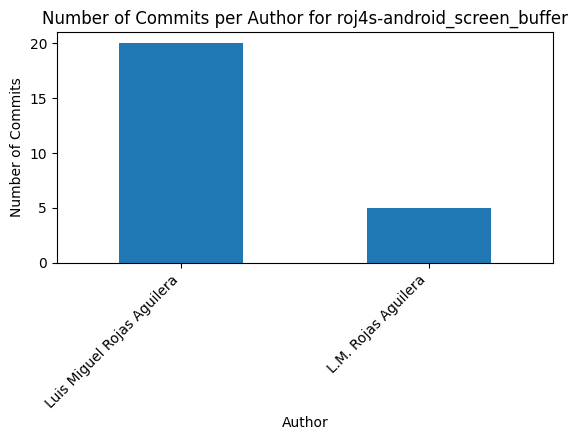 Number of Commits per Author for roj4s-android_screen_buffer
20
15
10
5
0
Number of Commits
Luis Miguel Rojas Aguilera
L.M. Rojas Aguilera
Author